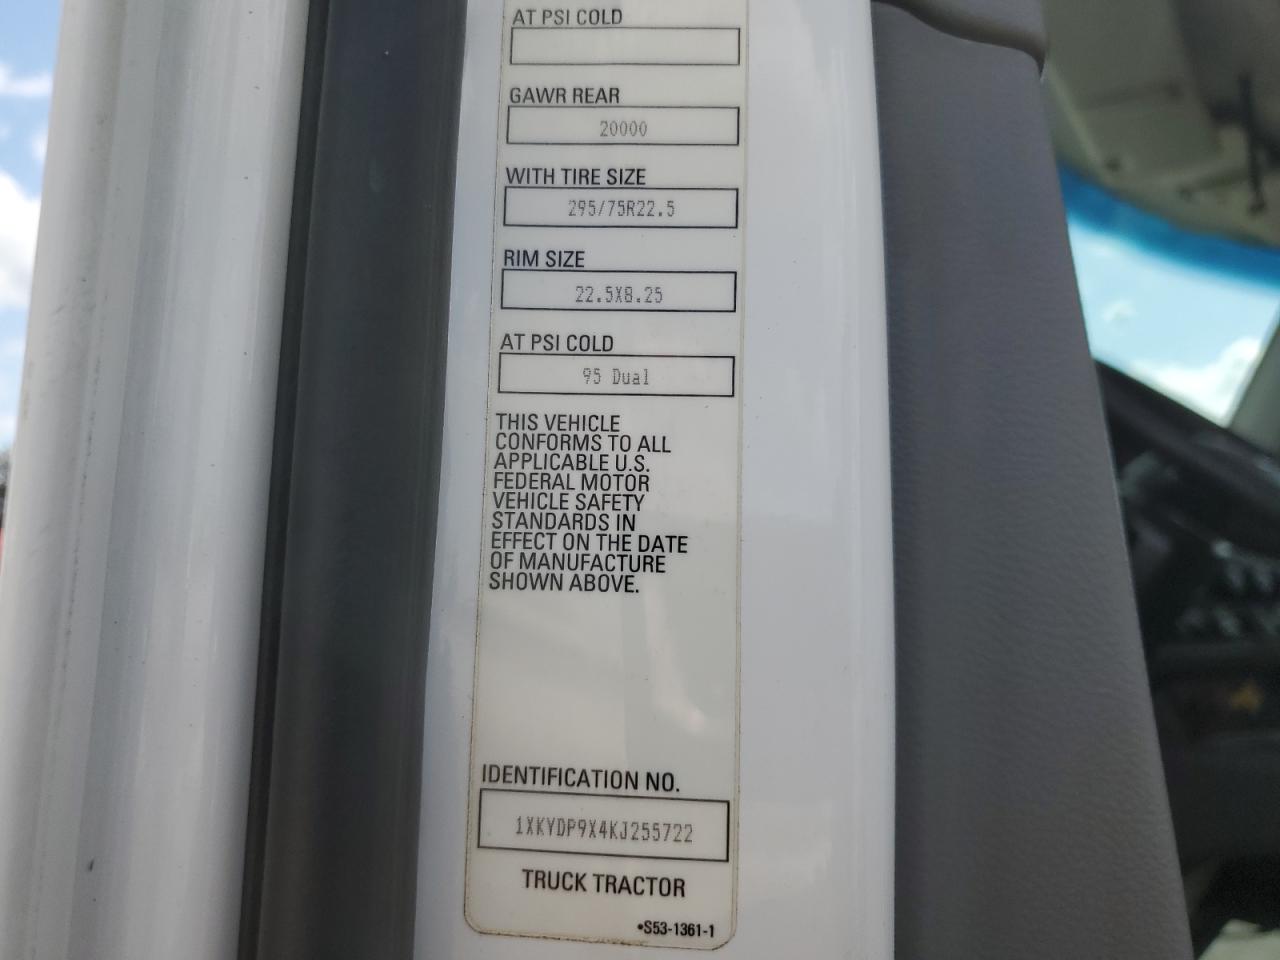 AT PSI COLD
GAWR REAR
20000
WITH TIRE SIZE
295/75R22.5
RIM SIZE
22.5X8.25
AT PSI COLD
95 Dual
THIS VEHICLE
CONFORMS TO ALL
APPLICABLE U.S.
FEDERAL MOTOR
VEHICLE SAFETY
STANDARDS IN
EFFECT ON THE DATE
OF MANUFACTURE
SHOWN ABOVE.
IDENTIFICATION NO.
1XKYDP9X4KJ255722
TRUCK TRACTOR
•S53-1361-1